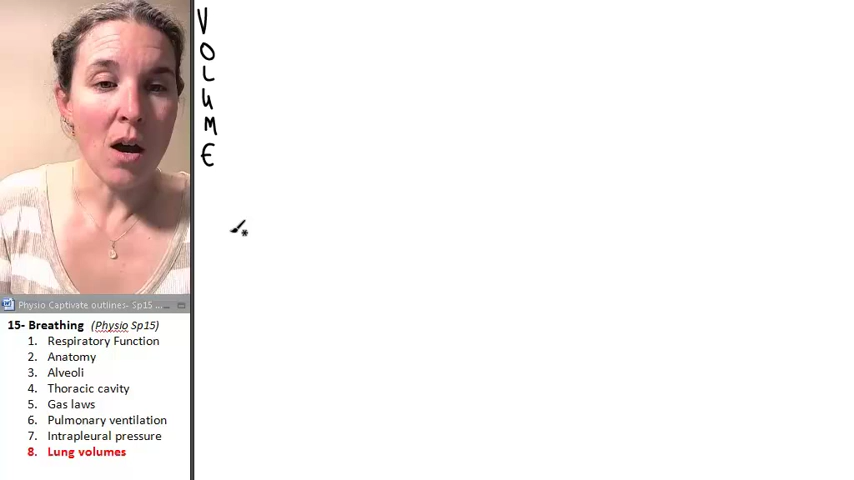 V
O
L
U
M
E
Physio Captivate outlines- Sp15 ...
15- Breathing (Physio Sp15)
1. Respiratory Function
2. Anatomy
3. Alveoli
4. Thoracic cavity
5. Gas laws
6. Pulmonary ventilation
7. Intrapleural pressure
8. Lung volumes